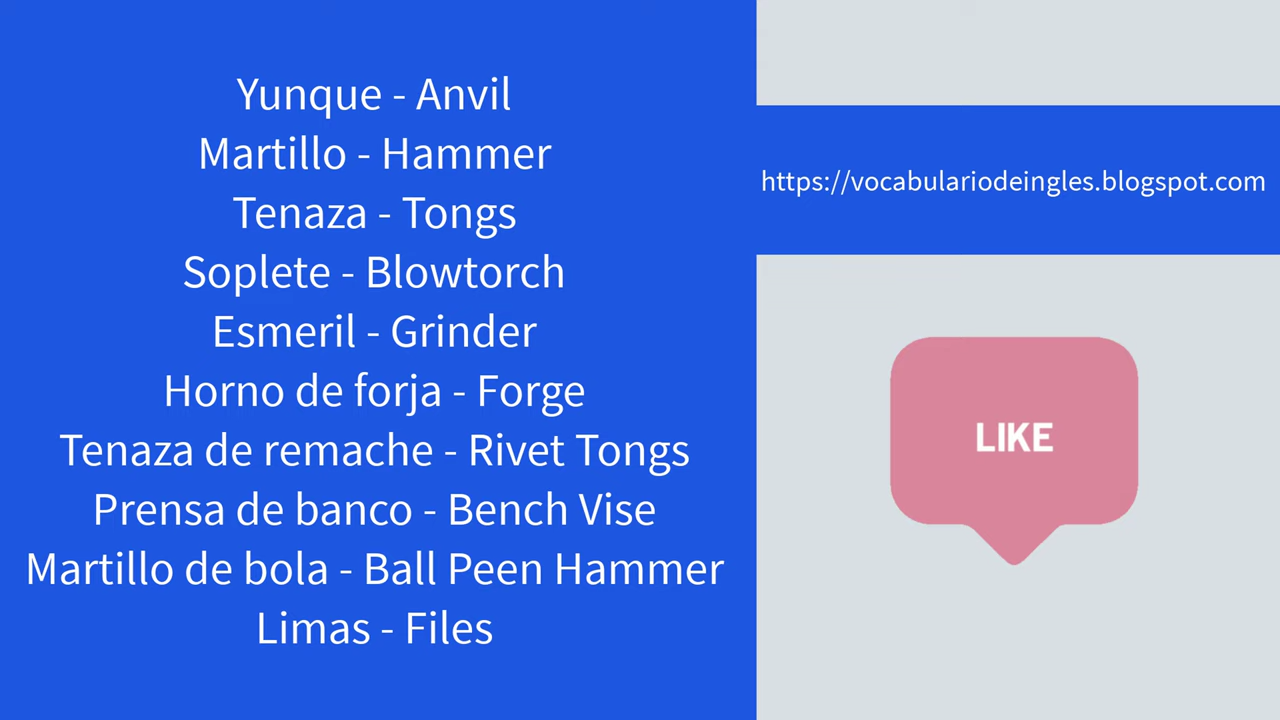 Yunque - Anvil
Martillo - Hammer
Tenaza - Tongs
Soplete - Blowtorch
Esmeril - Grinder
Horno de forja - Forge
Tenaza de remache - Rivet Tongs
Prensa de banco - Bench Vise
Martillo de bola - Ball Peen Hammer
Limas - Files
https://vocabulariodeingles.blogspot.com
LIKE